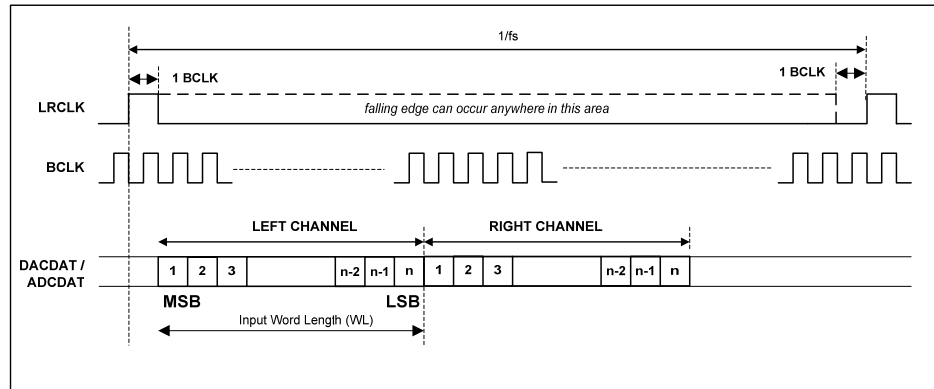 1/fs
1 BCLK
1 BCLK
LRCLK
falling edge can occur anywhere in this area
BCLK
LEFT CHANNEL
RIGHT CHANNEL
DACDAT /
ADCDAT
1 2 3 n-2 n-1 n 1 2 3 n-2 n-1 n
MSB LSB
Input Word Length (WL)